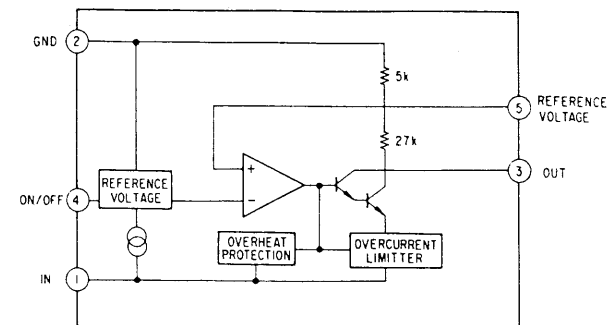 GND 2
5k
5 REFERENCE
VOLTAGE
27k
+
3 OUT
REFERENCE
VOLTAGE
ON/OFF 4
−
OVERHEAT
PROTECTION
OVERCURRENT
LIMITTER
IN 1